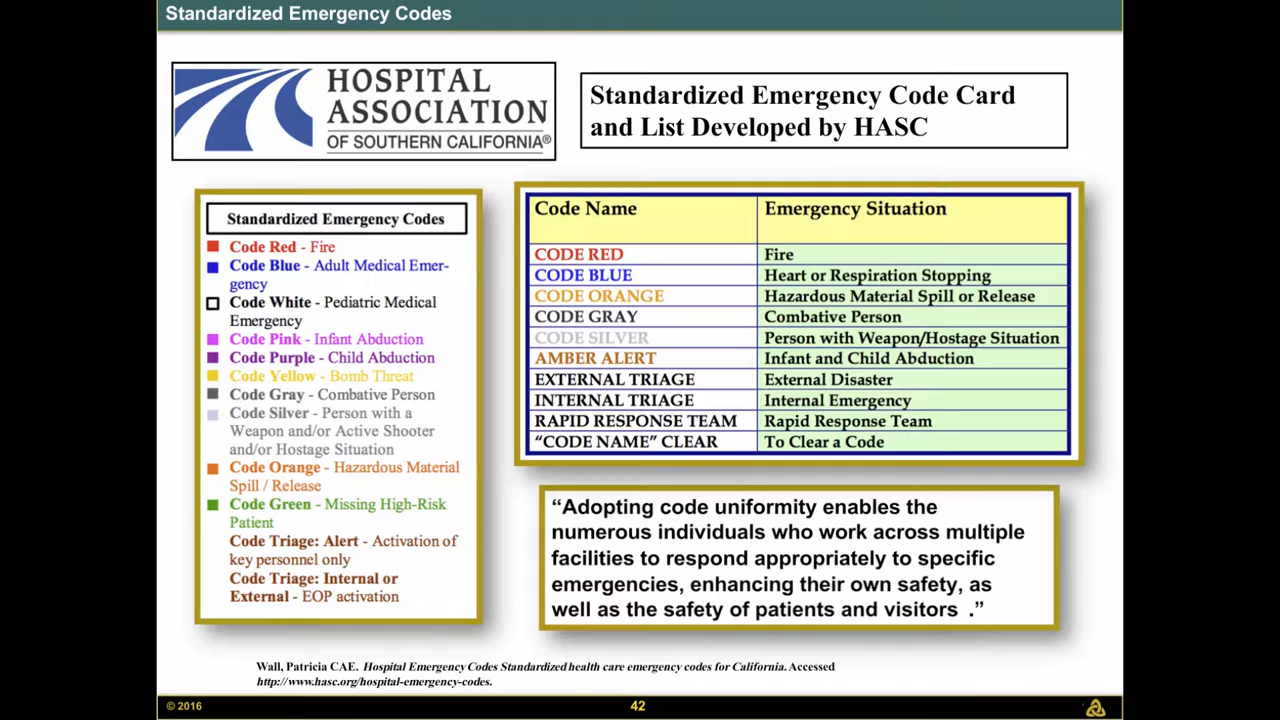 Standardized Emergency Codes
HOSPITAL
ASSOCIATION
OF SOUTHERN CALIFORNIA®
Standardized Emergency Code Card
and List Developed by HASC
Standardized Emergency Codes
Code Red - Fire
Code Blue - Adult Medical Emer-
gency
Code White - Pediatric Medical
Emergency
Code Pink - Infant Abduction
Code Purple - Child Abduction
Code Yellow - Bomb Threat
Code Gray - Combative Person
Code Silver - Person with a
Weapon and/or Active Shooter
and/or Hostage Situation
Code Orange - Hazardous Material
Spill / Release
Code Green - Missing High-Risk
Patient
Code Triage: Alert - Activation of
key personnel only
Code Triage: Internal or
External - EOP activation
Code Name Emergency Situation
CODE RED Fire
CODE BLUE Heart or Respiration Stopping
CODE ORANGE Hazardous Material Spill or Release
CODE GRAY Combative Person
CODE SILVER Person with Weapon/Hostage Situation
AMBER ALERT Infant and Child Abduction
EXTERNAL TRIAGE External Disaster
INTERNAL TRIAGE Internal Emergency
RAPID RESPONSE TEAM Rapid Response Team
“CODE NAME” CLEAR To Clear a Code
“Adopting code uniformity enables the
numerous individuals who work across multiple
facilities to respond appropriately to specific
emergencies, enhancing their own safety, as
well as the safety of patients and visitors .”
Wall, Patricia CAE. Hospital Emergency Codes Standardized health care emergency codes for California. Accessed
http://www.hasc.org/hospital-emergency-codes.
© 2016
42